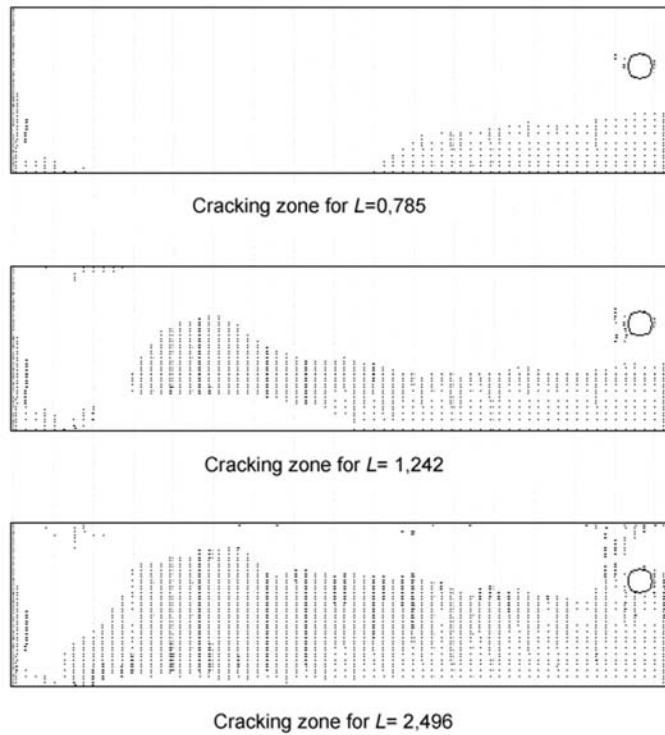 Cracking zone for L=0,785
Cracking zone for L= 1,242
Cracking zone for L= 2,496